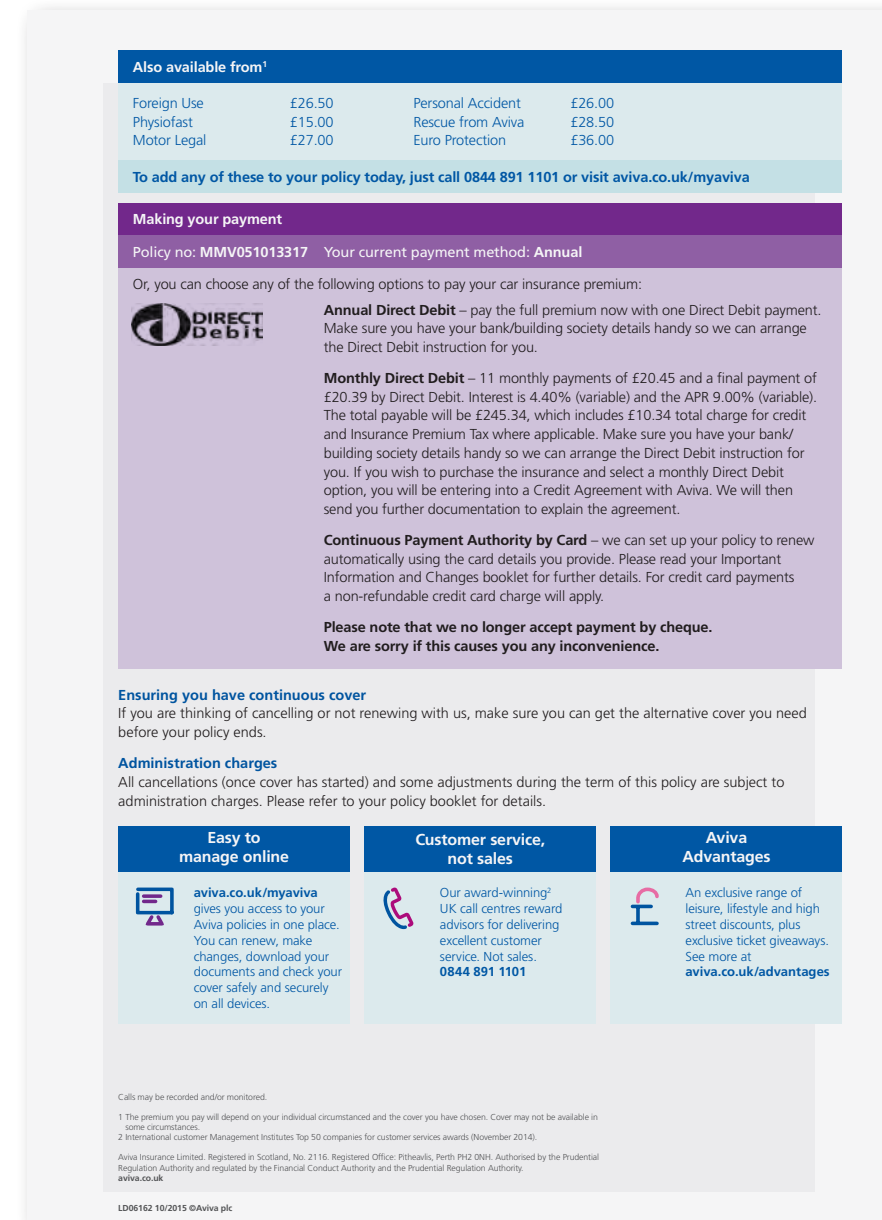 Also available from¹
Foreign Use £26.50 Personal Accident £26.00
Physiofast £15.00 Rescue from Aviva £28.50
Motor Legal £27.00 Euro Protection £36.00
To add any of these to your policy today, just call 0844 891 1101 or visit aviva.co.uk/myaviva
Making your payment
Policy no: MMV051013317 Your current payment method: Annual
Or, you can choose any of the following options to pay your car insurance premium:
DIRECT
Debit
Annual Direct Debit – pay the full premium now with one Direct Debit payment.
Make sure you have your bank/building society details handy so we can arrange
the Direct Debit instruction for you.
Monthly Direct Debit – 11 monthly payments of £20.45 and a final payment of
£20.39 by Direct Debit. Interest is 4.40% (variable) and the APR 9.00% (variable).
The total payable will be £245.34, which includes £10.34 total charge for credit
and Insurance Premium Tax where applicable. Make sure you have your bank/
building society details handy so we can arrange the Direct Debit instruction for
you. If you wish to purchase the insurance and select a monthly Direct Debit
option, you will be entering into a Credit Agreement with Aviva. We will then
send you further documentation to explain the agreement.
Continuous Payment Authority by Card – we can set up your policy to renew
automatically using the card details you provide. Please read your Important
Information and Changes booklet for further details. For credit card payments
a non-refundable credit card charge will apply.
Please note that we no longer accept payment by cheque.
We are sorry if this causes you any inconvenience.
Ensuring you have continuous cover
If you are thinking of cancelling or not renewing with us, make sure you can get the alternative cover you need
before your policy ends.
Administration charges
All cancellations (once cover has started) and some adjustments during the term of this policy are subject to
administration charges. Please refer to your policy booklet for details.
Easy to
manage online
aviva.co.uk/myaviva
gives you access to your
Aviva policies in one place.
You can renew, make
changes, download your
documents and check your
cover safely and securely
on all devices.
Customer service,
not sales
Our award-winning²
UK call centres reward
advisors for delivering
excellent customer
service. Not sales.
0844 891 1101
Aviva
Advantages
An exclusive range of
leisure, lifestyle and high
street discounts, plus
exclusive ticket giveaways.
See more at
aviva.co.uk/advantages
Calls may be recorded and/or monitored.
1 The premium you pay will depend on your individual circumstanced and the cover you have chosen. Cover may not be available in
some circumstances.
2 International customer Management Institutes Top 50 companies for customer services awards (November 2014).
Aviva Insurance Limited. Registered in Scotland, No. 2116. Registered Office: Pitheavlis, Perth PH2 0NH. Authorised by the Prudential
Regulation Authority and regulated by the Financial Conduct Authority and the Prudential Regulation Authority.
aviva.co.uk
LD06162 10/2015 ©Aviva plc